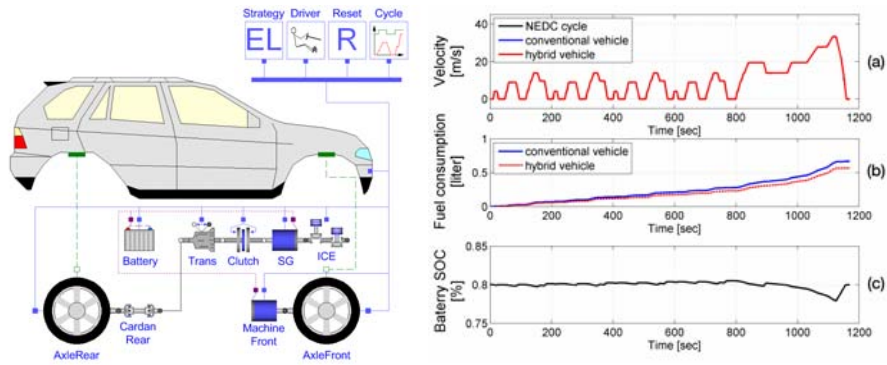 Strategy Driver Reset Cycle
EL R
Battery Trans Clutch SG ICE
Cardan
Rear
Machine
Front
AxleRear
AxleFront
NEDC cycle
conventional vehicle
hybrid vehicle
Velocity
[m/s]
40
20
0
(a)
0 200 400 600 800 1000 1200
Time [sec]
conventional vehicle
hybrid vehicle
Fuel consumption
[liter]
1
0.5
0
(b)
0 200 400 600 800 1000 1200
Time [sec]
Baterry SOC
[%]
0.85
0.8
0.75
(c)
0 200 400 600 800 1000 1200
Time [sec]